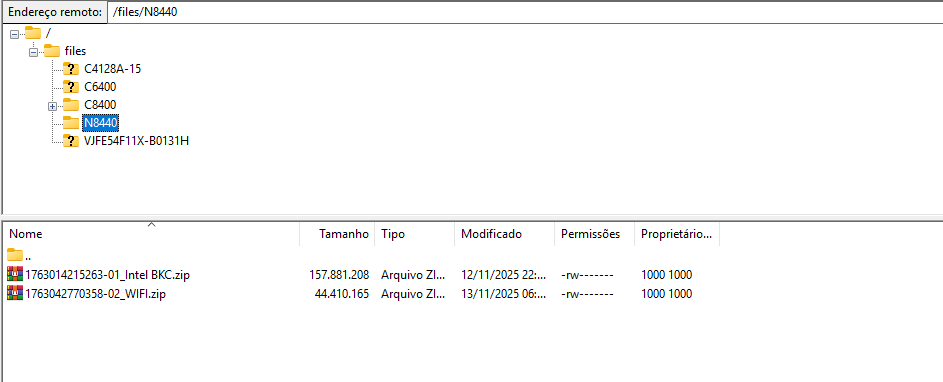 Endereço remoto: /files/N8440
/
files
C4128A-15
C6400
C8400
N8440
VJFE54F11X-B0131H
Nome Tamanho Tipo Modificado Permissões Proprietário...
..
1763014215263-01_Intel BKC.zip 157.881.208 Arquivo ZI... 12/11/2025 22:... -rw------- 1000 1000
1763042770358-02_WIFI.zip 44.410.165 Arquivo ZI... 13/11/2025 06:... -rw------- 1000 1000